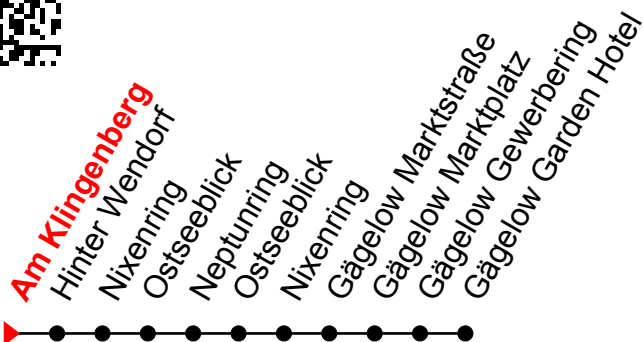 Am Klingenberg
Hinter Wendorf
Nixenring
Ostseeblick
Neptunring
Ostseeblick
Nixenring
Gägelow Marktstraße
Gägelow Marktplatz
Gägelow Gewerbering
Gägelow Garden Hotel